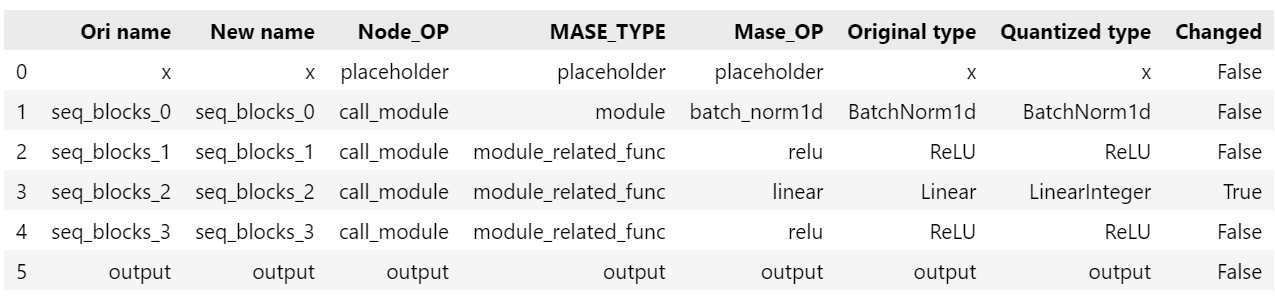 Ori name New name Node_OP MASE_TYPE Mase_OP Original type Quantized type Changed
0 x x placeholder placeholder placeholder x x False
1 seq_blocks_0 seq_blocks_0 call_module module batch_norm1d BatchNorm1d BatchNorm1d False
2 seq_blocks_1 seq_blocks_1 call_module module_related_func relu ReLU ReLU False
3 seq_blocks_2 seq_blocks_2 call_module module_related_func linear Linear LinearInteger True
4 seq_blocks_3 seq_blocks_3 call_module module_related_func relu ReLU ReLU False
5 output output output output output output output False